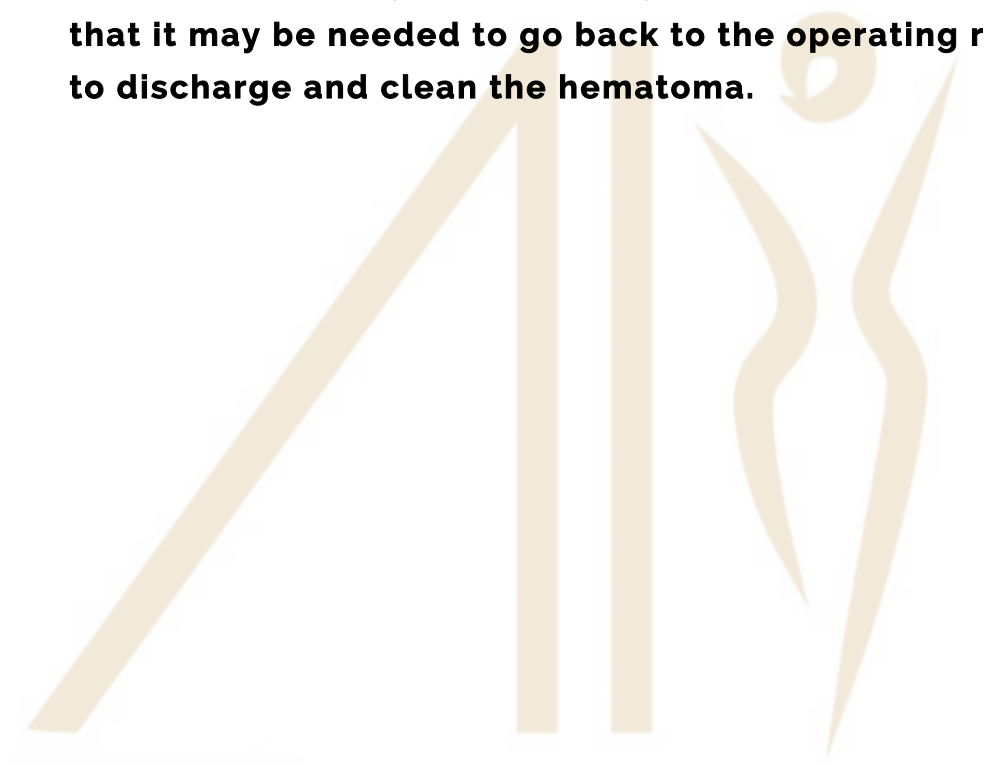 that it may be needed to go back to the operating
to discharge and clean the hematoma.